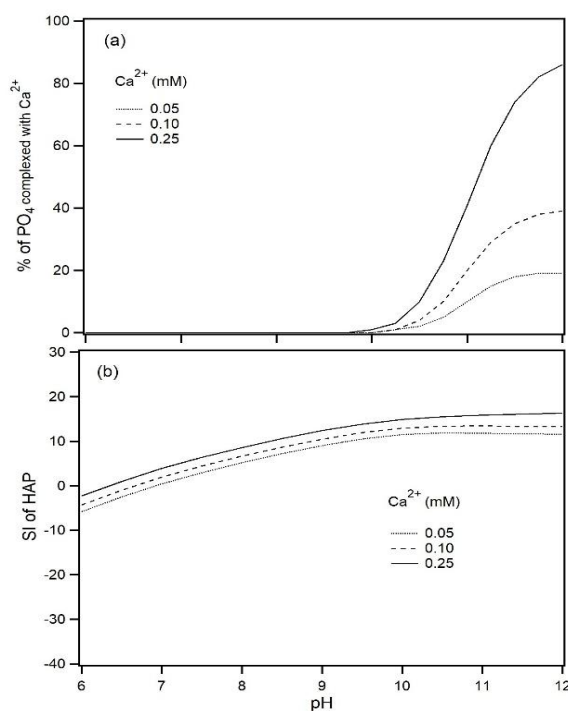 100
80
60
40
20
0
% of PO4 complexed with Ca2+
(a)
Ca2+ (mM)
0.05
0.10
0.25
30
20
10
0
-10
-20
-30
-40
SI of HAP
(b)
Ca2+ (mM)
0.05
0.10
0.25
6 7 8 9 10 11 12
pH